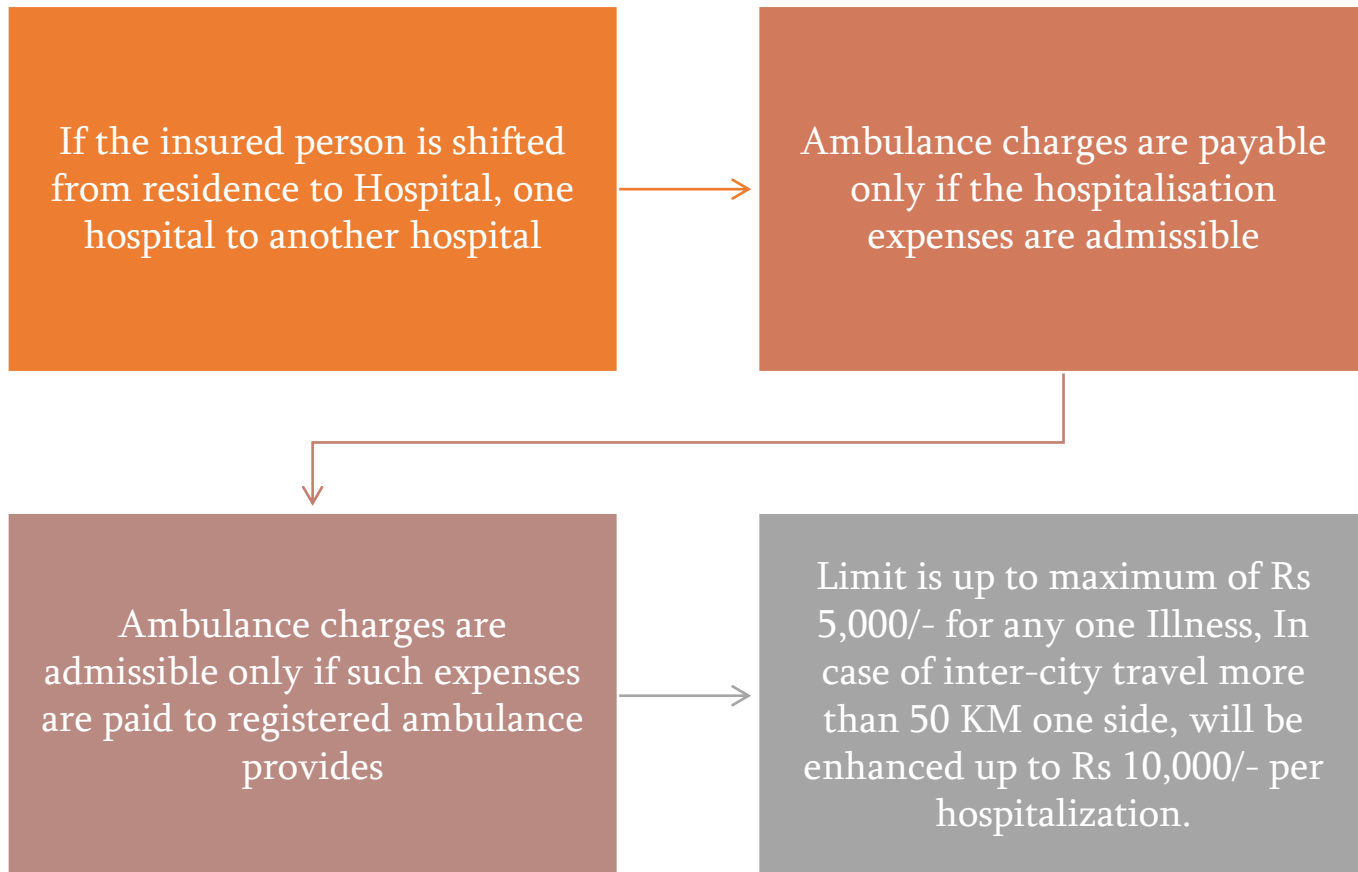 If the insured person is shifted
from residence to Hospital, one
hospital to another hospital
Ambulance charges are payable
only if the hospitalisation
expenses are admissible
Ambulance charges are
admissible only if such expenses
are paid to registered ambulance
provides
Limit is up to maximum of Rs
5,000/- for any one Illness, In
case of inter-city travel more
than 50 KM one side, will be
enhanced up to Rs 10,000/- per
hospitalization.